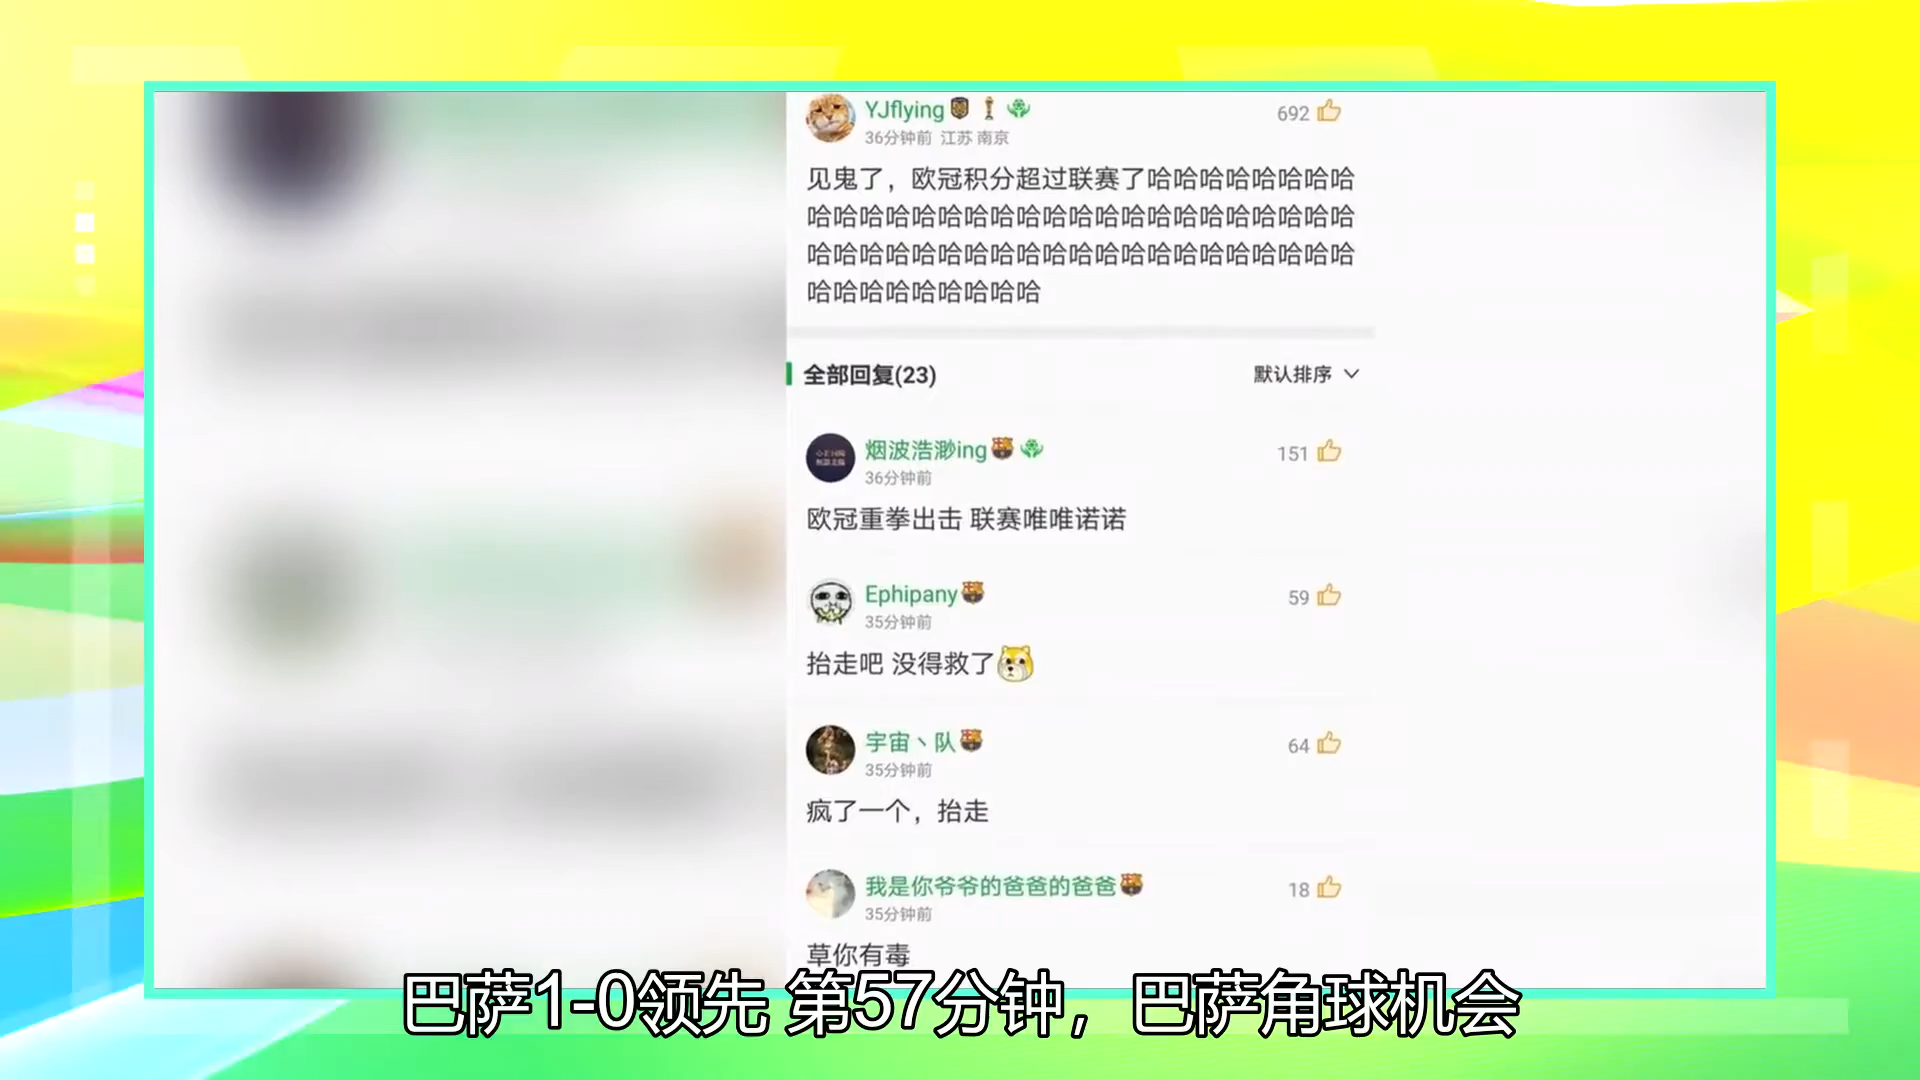 YJflying
692
36分钟前 江苏 南京
见鬼了，欧冠积分超过联赛了哈哈哈哈哈哈哈哈
哈哈哈哈哈哈哈哈哈哈哈哈哈哈哈哈哈哈哈哈哈
哈哈哈哈哈哈哈哈哈哈哈哈哈哈哈哈哈哈哈哈哈
哈哈哈哈哈哈哈哈哈
全部回复(23)
默认排序
烟波浩渺ing
151
36分钟前
欧冠重拳出击 联赛唯唯诺诺
Ephipany
59
35分钟前
抬走吧 没得救了
宇宙丶队
64
35分钟前
疯了一个，抬走
我是你爷爷的爸爸的爸爸
18
35分钟前
草你有毒
巴萨1-0领先 第57分钟，巴萨角球机会